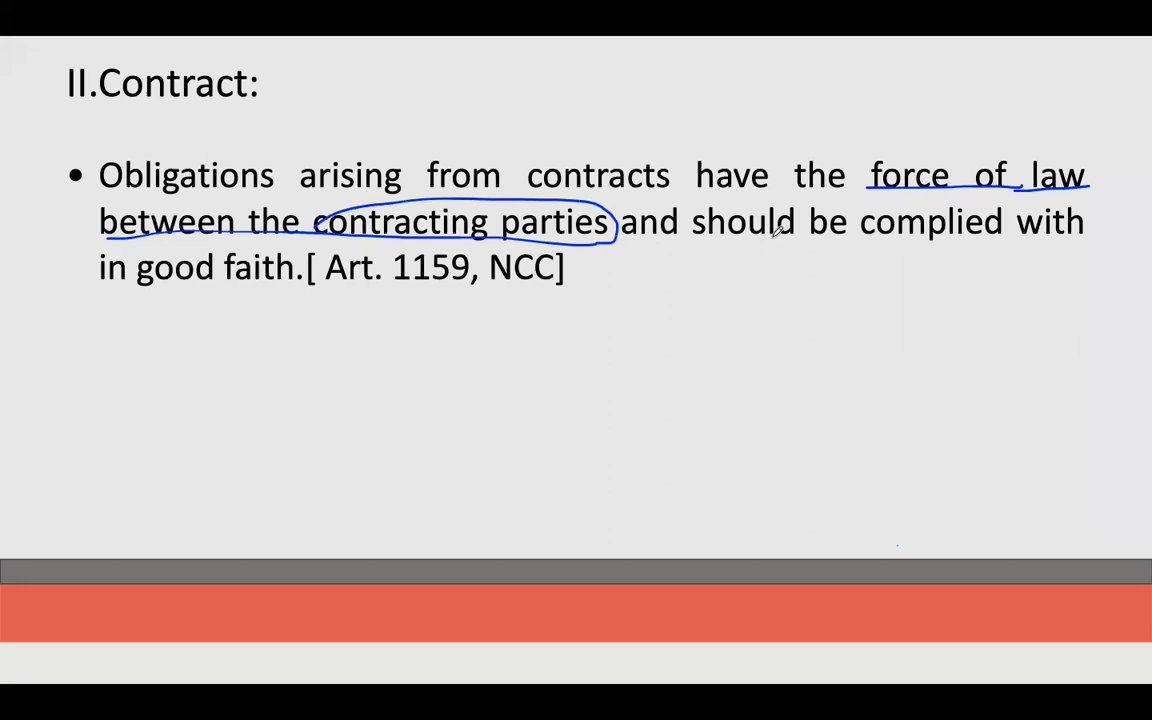 II.Contract:
• Obligations arising from contracts have the force of law
between the contracting parties and should be complied with
in good faith.[ Art. 1159, NCC]